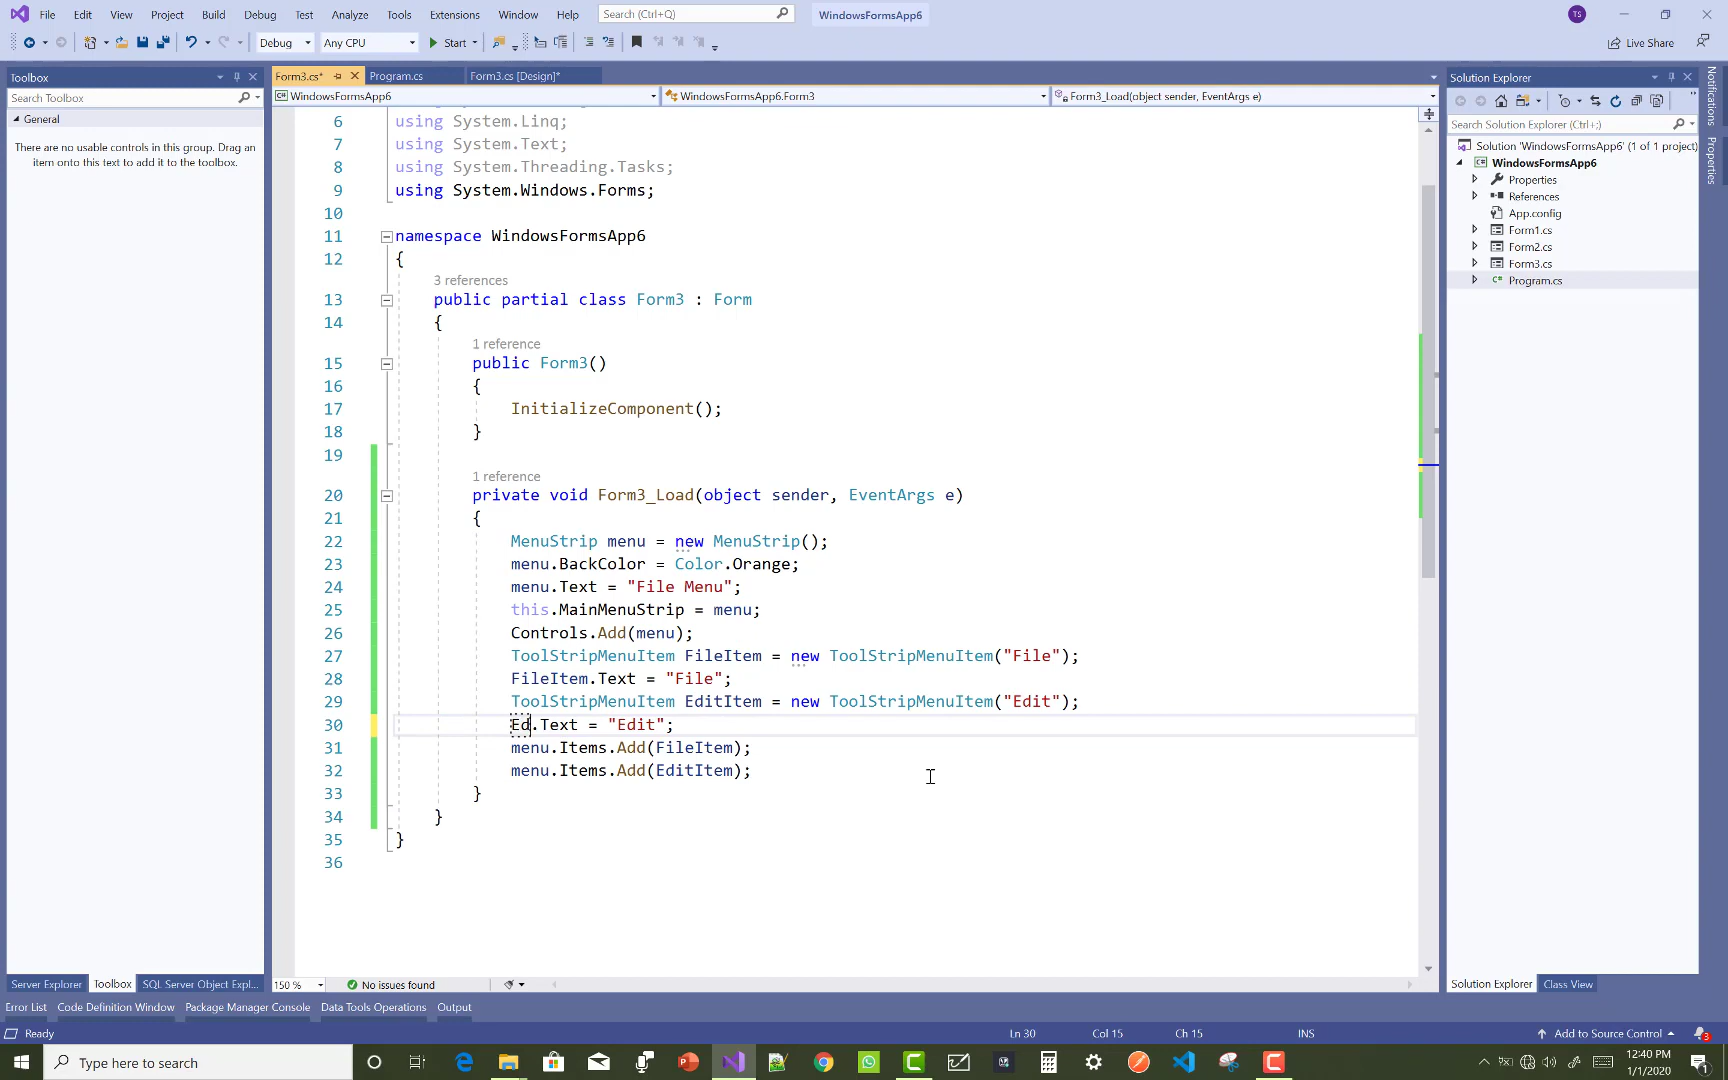 File Edit View Project Build Debug Test Analyze Tools Extensions Window Help Search (Ctrl+Q) WindowsFormsApp6 TS
Debug Any CPU Start Live Share
Toolbox
Search Toolbox
General
There are no usable controls in this group. Drag an
item onto this text to add it to the toolbox.
Form3.cs* Program.cs Form3.cs [Design]*
WindowsFormsApp6 WindowsFormsApp6.Form3 Form3_Load(object sender, EventArgs e)
6 using System.Linq;
7 using System.Text;
8 using System.Threading.Tasks;
9 using System.Windows.Forms;
10
11 namespace WindowsFormsApp6
12 {
3 references
13 public partial class Form3 : Form
14 {
1 reference
15 public Form3()
16 {
17 InitializeComponent();
18 }
19
1 reference
20 private void Form3_Load(object sender, EventArgs e)
21 {
22 MenuStrip menu = new MenuStrip();
23 menu.BackColor = Color.Orange;
24 menu.Text = "File Menu";
25 this.MainMenuStrip = menu;
26 Controls.Add(menu);
27 ToolStripMenuItem FileItem = new ToolStripMenuItem("File");
28 FileItem.Text = "File";
29 ToolStripMenuItem EditItem = new ToolStripMenuItem("Edit");
30 Ed.Text = "Edit";
31 menu.Items.Add(FileItem);
32 menu.Items.Add(EditItem);
33 }
34 }
35 }
36
Solution Explorer
Search Solution Explorer (Ctrl+;)
Solution 'WindowsFormsApp6' (1 of 1 project)
WindowsFormsApp6
Properties
References
App.config
Form1.cs
Form2.cs
Form3.cs
Program.cs
Notifications
Properties
Server Explorer Toolbox SQL Server Object Expl...
150 % No issues found
Solution Explorer Class View
Error List Code Definition Window Package Manager Console Data Tools Operations Output
Ready Ln 30 Col 15 Ch 15 INS Add to Source Control 3
Type here to search
12:40 PM
1/1/2020
1